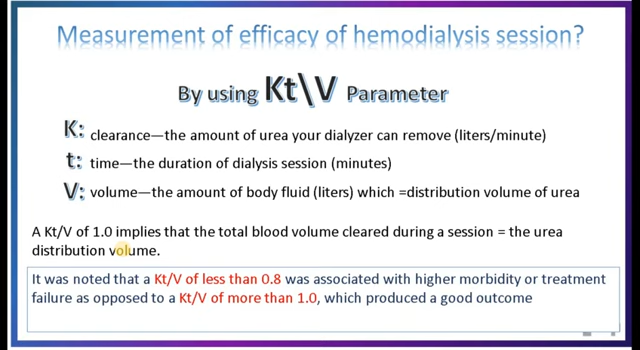 Measurement of efficacy of hemodialysis session?
By using Kt\V Parameter
K: clearance—the amount of urea your dialyzer can remove (liters/minute)
t: time—the duration of dialysis session (minutes)
V: volume—the amount of body fluid (liters) which =distribution volume of urea
A Kt/V of 1.0 implies that the total blood volume cleared during a session = the urea
distribution volume.
It was noted that a Kt/V of less than 0.8 was associated with higher morbidity or treatment
failure as opposed to a Kt/V of more than 1.0, which produced a good outcome